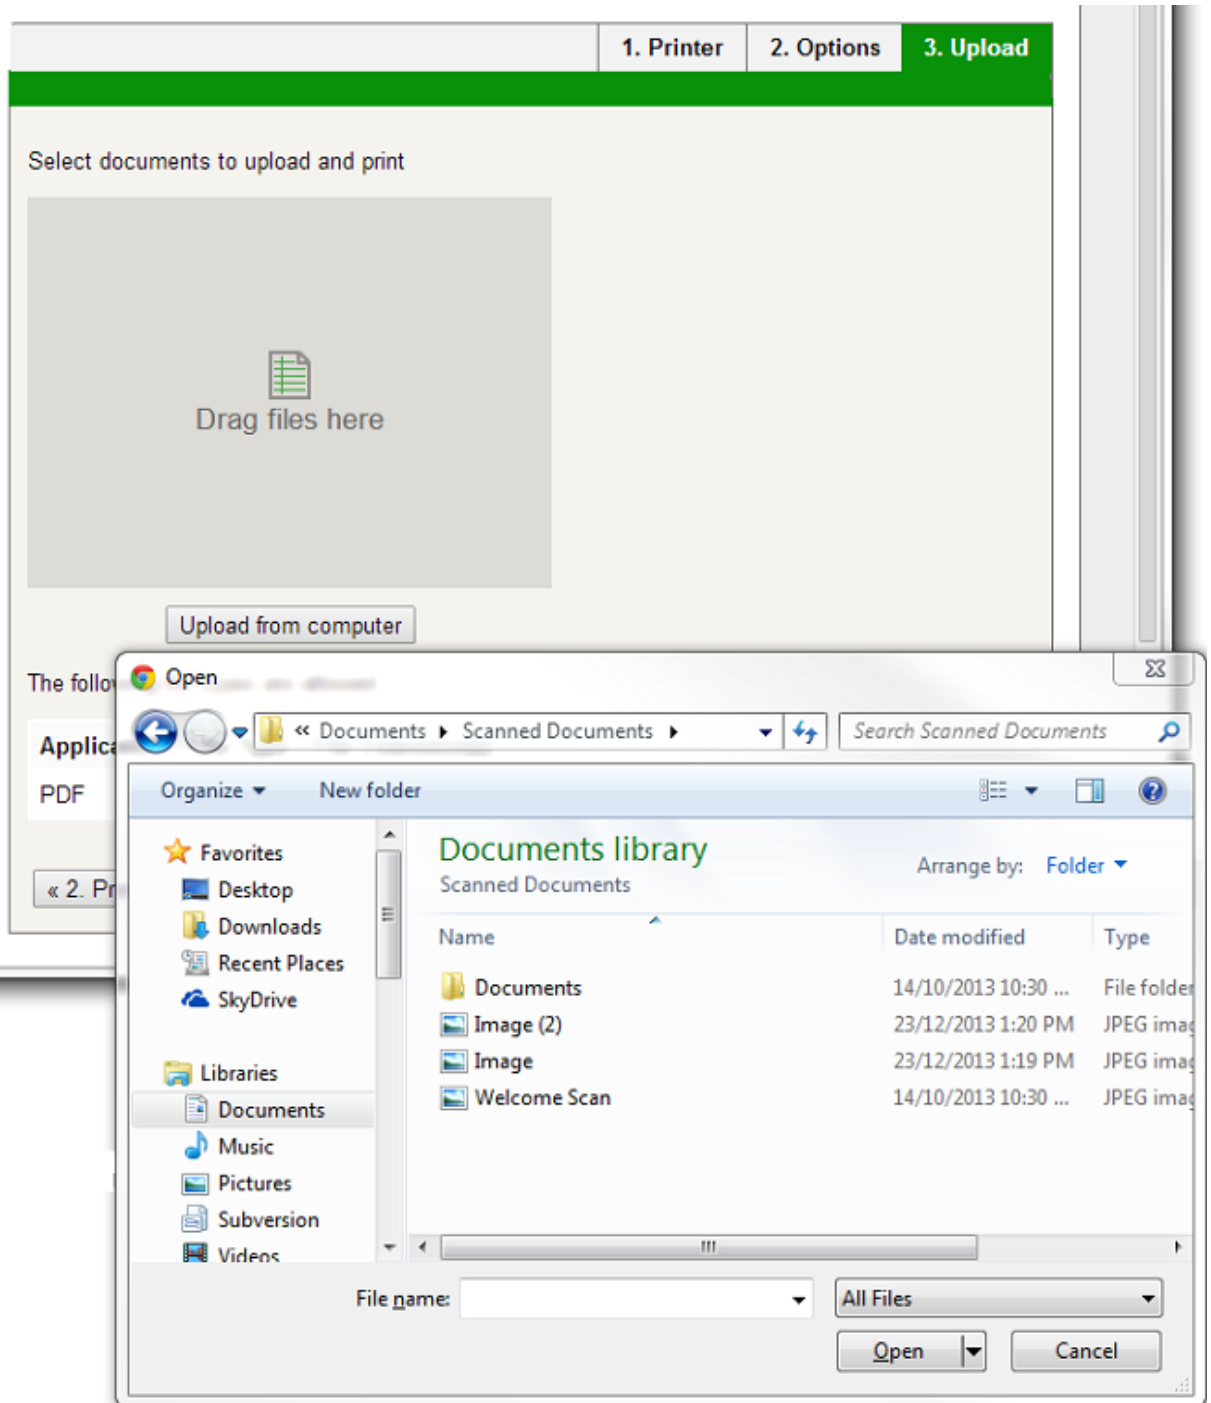 1. Printer 2. Options 3. Upload
Select documents to upload and print
Drag files here
Upload from computer
The follo
Applica
PDF
« 2. Pr
Open
« Documents Scanned Documents
Search Scanned Documents
Organize New folder
Favorites
Desktop
Downloads
Recent Places
SkyDrive
Libraries
Documents
Music
Pictures
Subversion
Videos
Documents library
Scanned Documents
Arrange by: Folder
Name Date modified Type
Documents 14/10/2013 10:30 ... File folder
Image (2) 23/12/2013 1:20 PM JPEG imag
Image 23/12/2013 1:19 PM JPEG imag
Welcome Scan 14/10/2013 10:30 ... JPEG imag
File name: All Files
Open Cancel